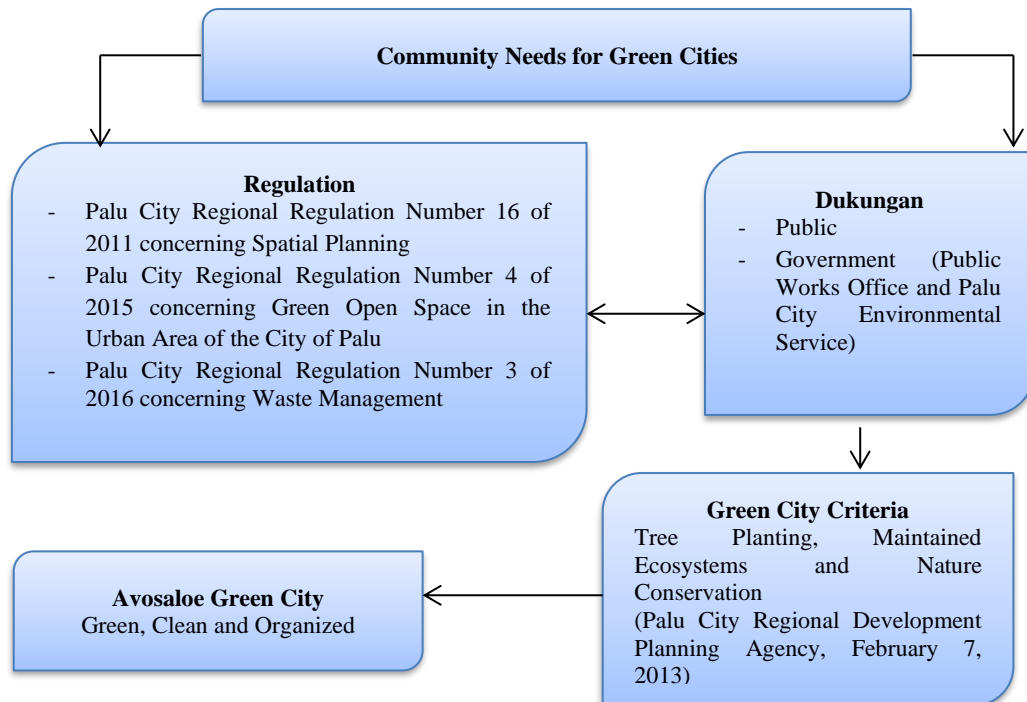 Community Needs for Green Cities
Regulation
- Palu City Regional Regulation Number 16 of
2011 concerning Spatial Planning
- Palu City Regional Regulation Number 4 of
2015 concerning Green Open Space in the
Urban Area of the City of Palu
- Palu City Regional Regulation Number 3 of
2016 concerning Waste Management
Dukungan
- Public
- Government (Public
Works Office and Palu
City Environmental
Service)
Green City Criteria
Tree Planting, Maintained
Ecosystems and Nature
Conservation
(Palu City Regional Development
Planning Agency, February 7,
2013)
Avosaloe Green City
Green, Clean and Organized